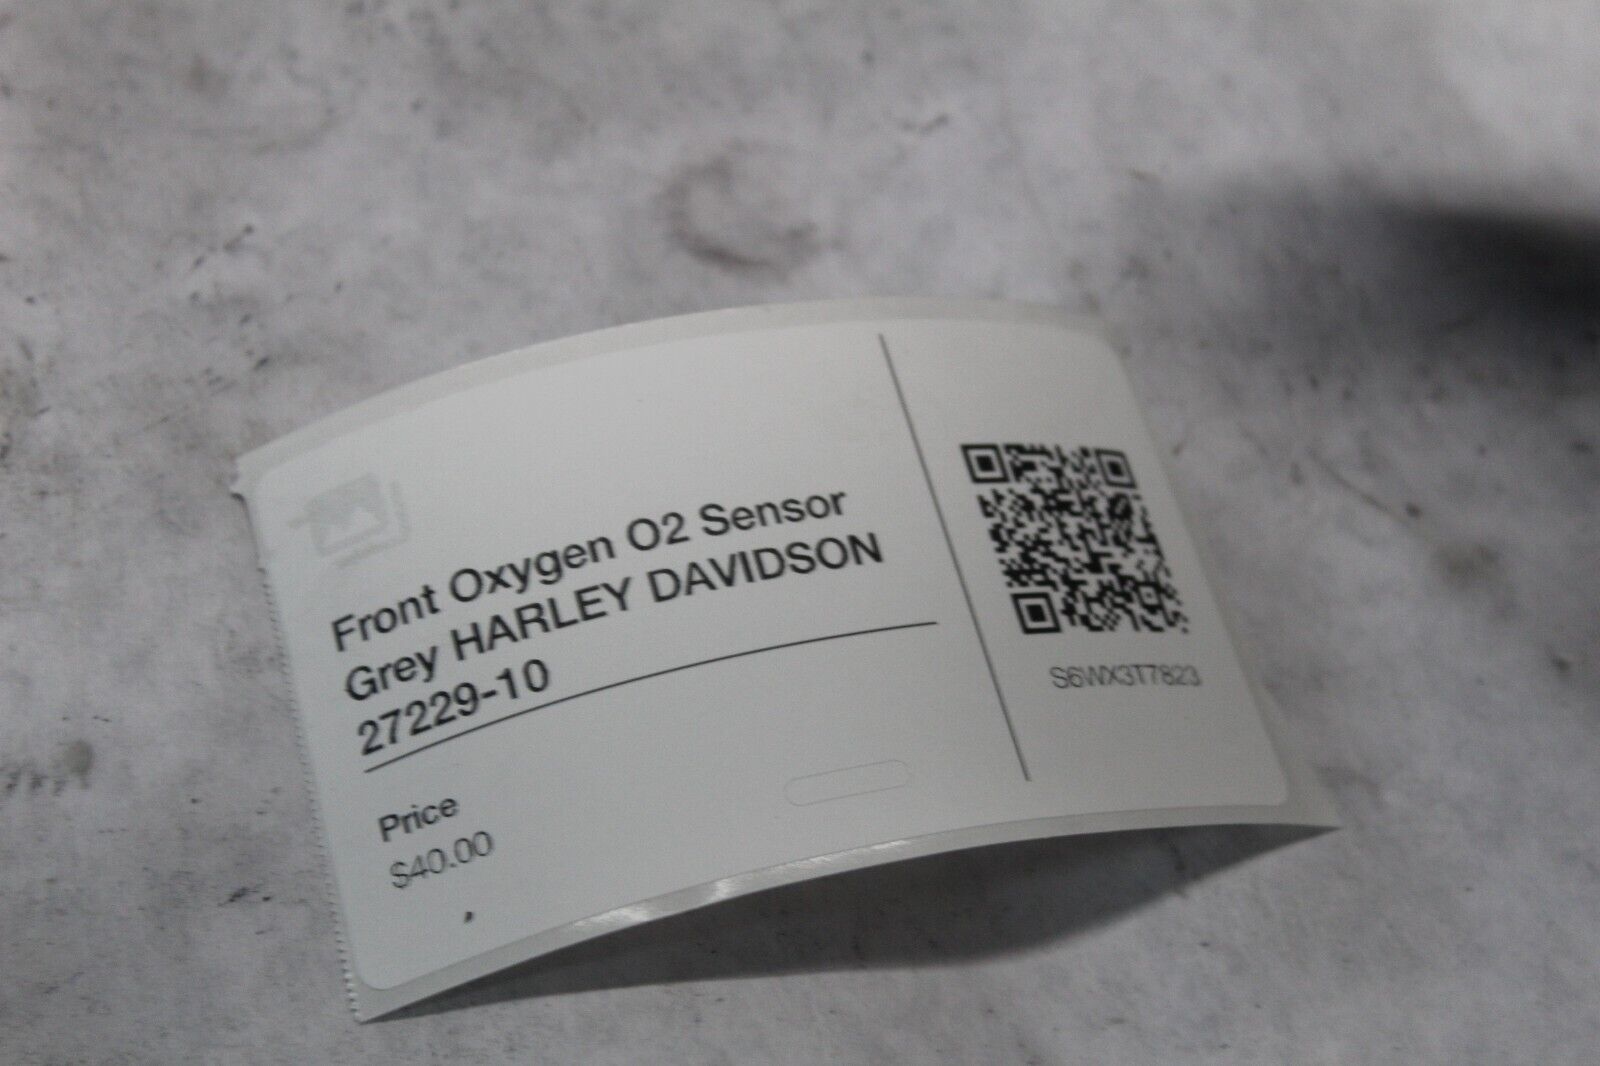 Front Oxygen O2 Sensor
Grey HARLEY DAVIDSON
27229-10
Price
$40.00
S6WX3T7823